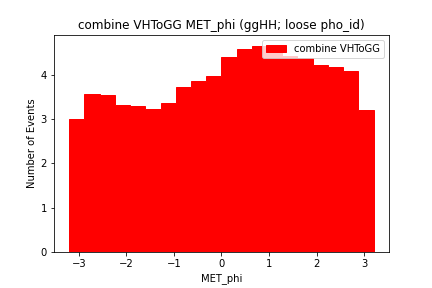 combine VHToGG MET_phi (ggHH; loose pho_id)
combine VHToGG
Number of Events
4
3
2
1
0
−3 −2 −1 0 1 2 3
MET_phi